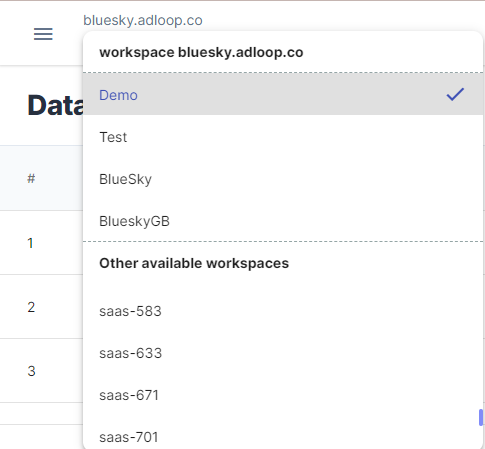 bluesky.adloop.co
workspace bluesky.adloop.co
Data
Demo
Test
#
BlueSky
BlueskyGB
1
Other available workspaces
2
saas-583
saas-633
3
saas-671
saas-701